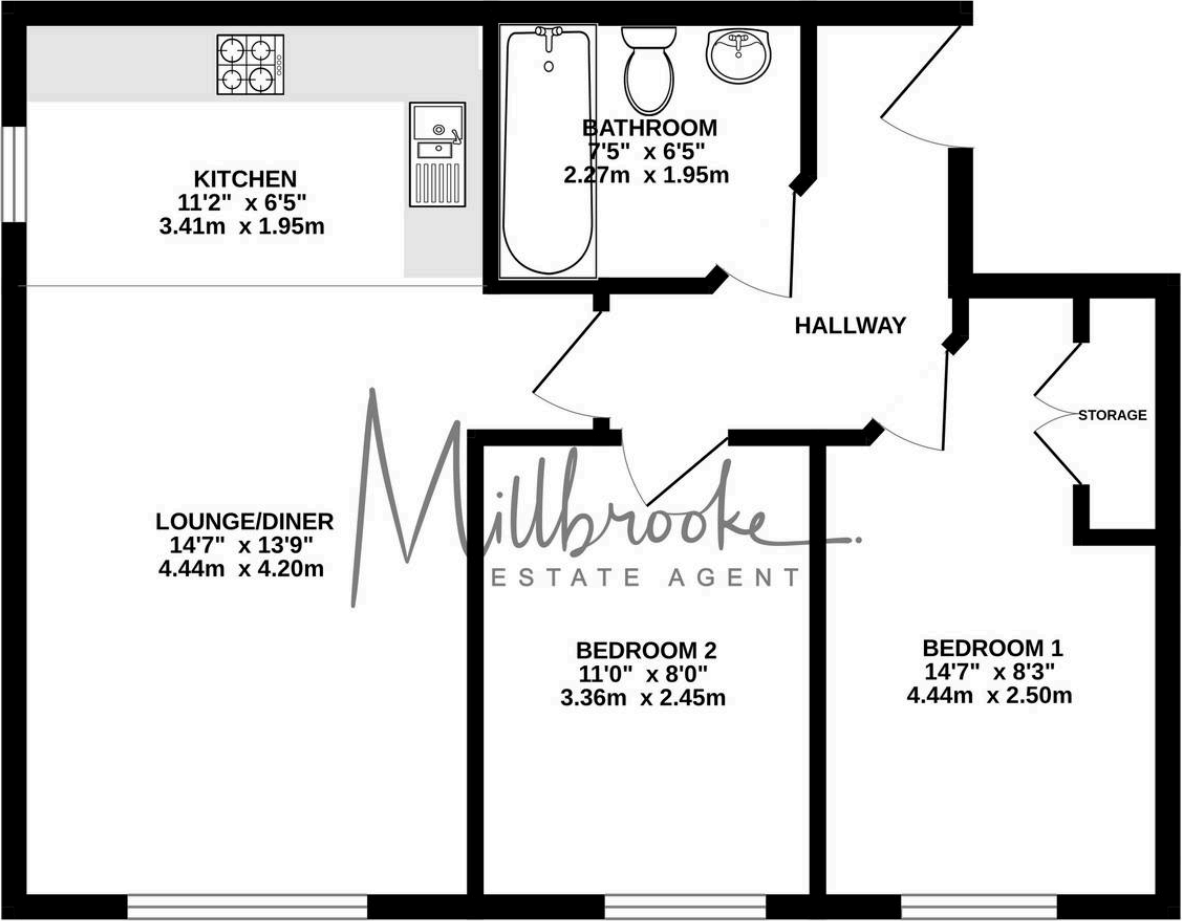 BATHROOM
7'5" x 6'5"
2.27m x 1.95m
KITCHEN
11'2" x 6'5"
3.41m x 1.95m
HALLWAY
STORAGE
LOUNGE/DINER
14'7" x 13'9"
4.44m x 4.20m
Millbrooke.
ESTATE AGENT
BEDROOM 2
11'0" x 8'0"
3.36m x 2.45m
BEDROOM 1
14'7" x 8'3"
4.44m x 2.50m